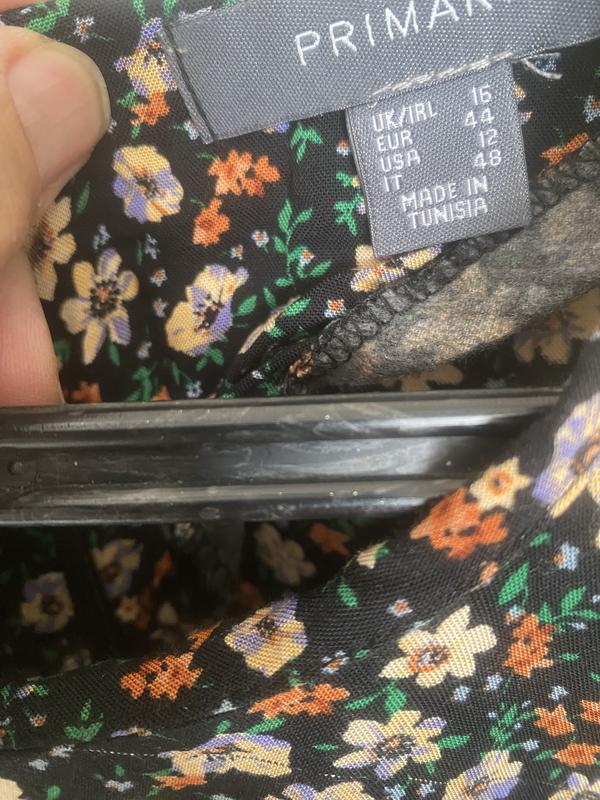 PRIMAR
UK/IRL 16
EUR 44
USA 12
IT 48
MADE IN
TUNISIA